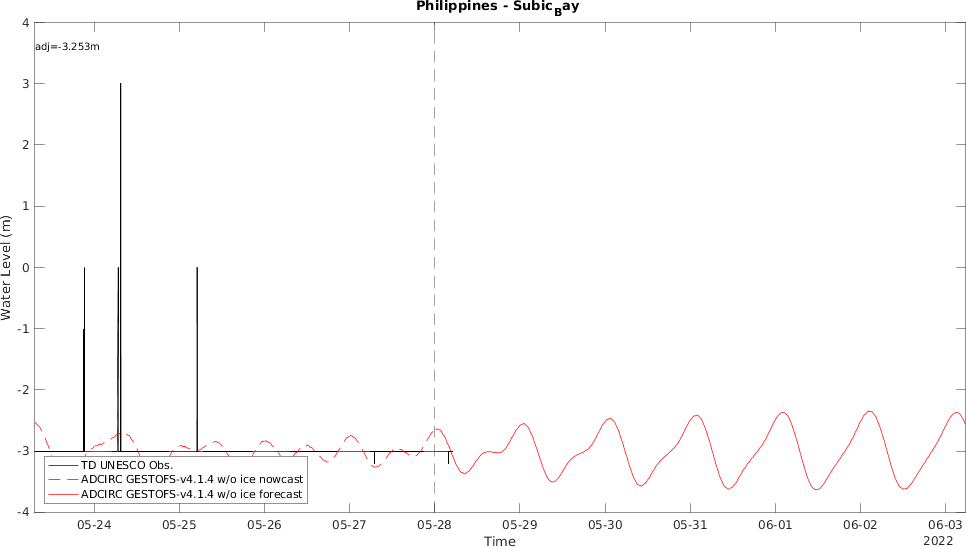 Philippines - Subic_Bay
adj=-3.253m
4
3
2
1
0
-1
-2
-3
-4
Water Level (m)
TD UNESCO Obs.
ADCIRC GESTOFS-v4.1.4 w/o ice nowcast
ADCIRC GESTOFS-v4.1.4 w/o ice forecast
05-24 05-25 05-26 05-27 05-28 05-29 05-30 05-31 06-01 06-02 06-03
Time
2022